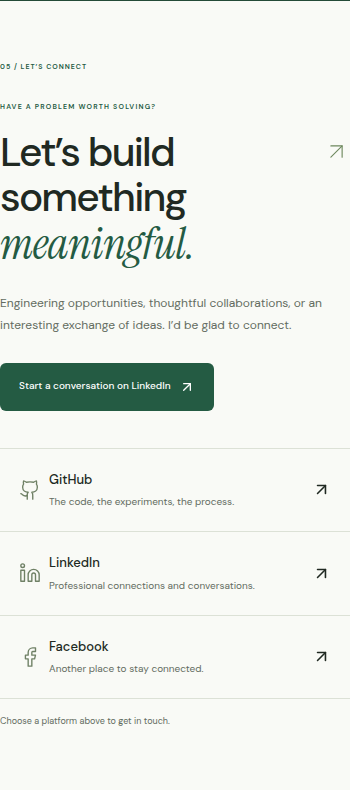 05 / LET'S CONNECT
HAVE A PROBLEM WORTH SOLVING?
Let's build
something
meaningful.
Engineering opportunities, thoughtful collaborations, or an
interesting exchange of ideas. I'd be glad to connect.
Start a conversation on LinkedIn
GitHub
The code, the experiments, the process.
LinkedIn
Professional connections and conversations.
Facebook
Another place to stay connected.
Choose a platform above to get in touch.